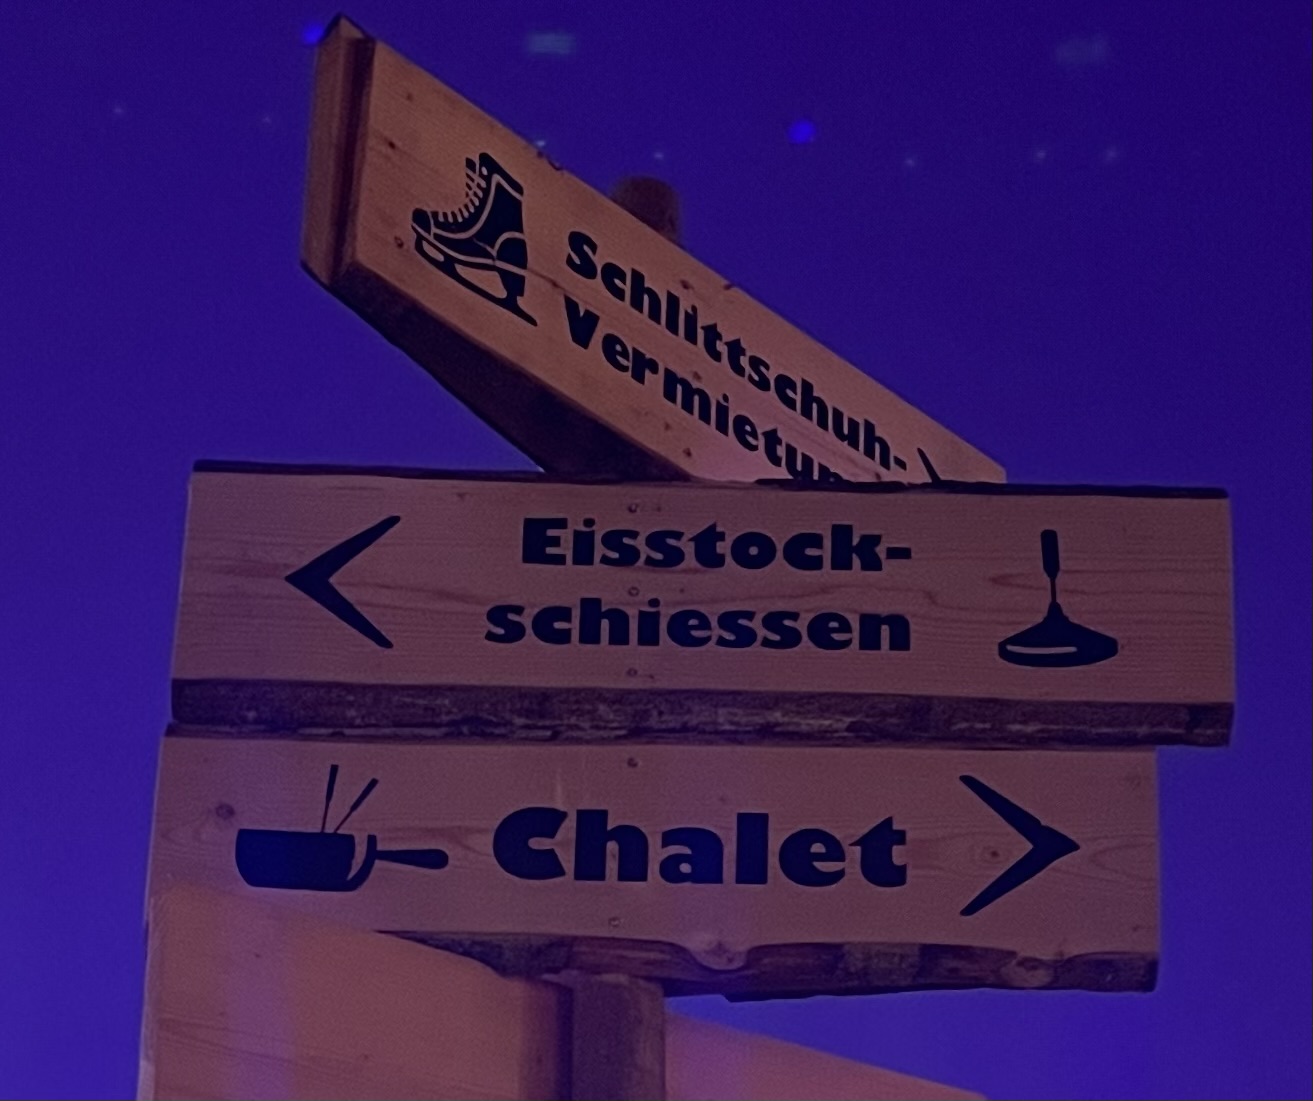 Schlittschuh-
Eisstock-
schiessen
Chalet